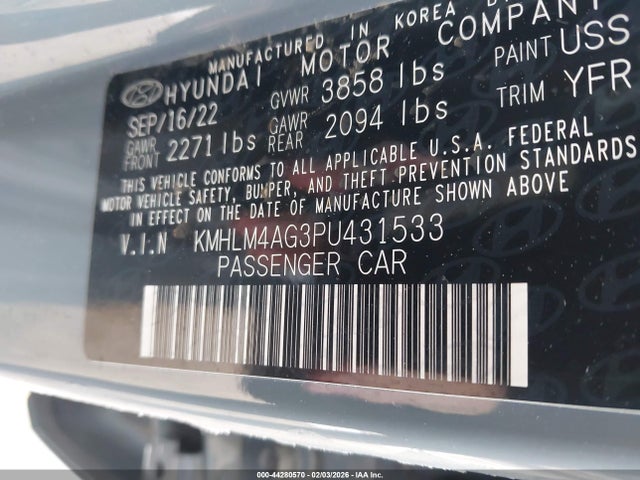 MANUFACTURED IN KOREA
HYUNDAI MOTOR COMPANY
SEP/16/22 GVWR 3858 lbs PAINT USS
GAWR FRONT 2271 lbs GAWR REAR 2094 lbs TRIM YFR
THIS VEHICLE CONFORMS TO ALL APPLICABLE U.S.A. FEDERAL
MOTOR VEHICLE SAFETY, BUMPER, AND THEFT PREVENTION STANDARDS
IN EFFECT ON THE DATE OF MANUFACTURE SHOWN ABOVE
V.I.N KMHLM4AG3PU431533
PASSENGER CAR
000-44280570 - 02/03/2026 - IAA Inc.